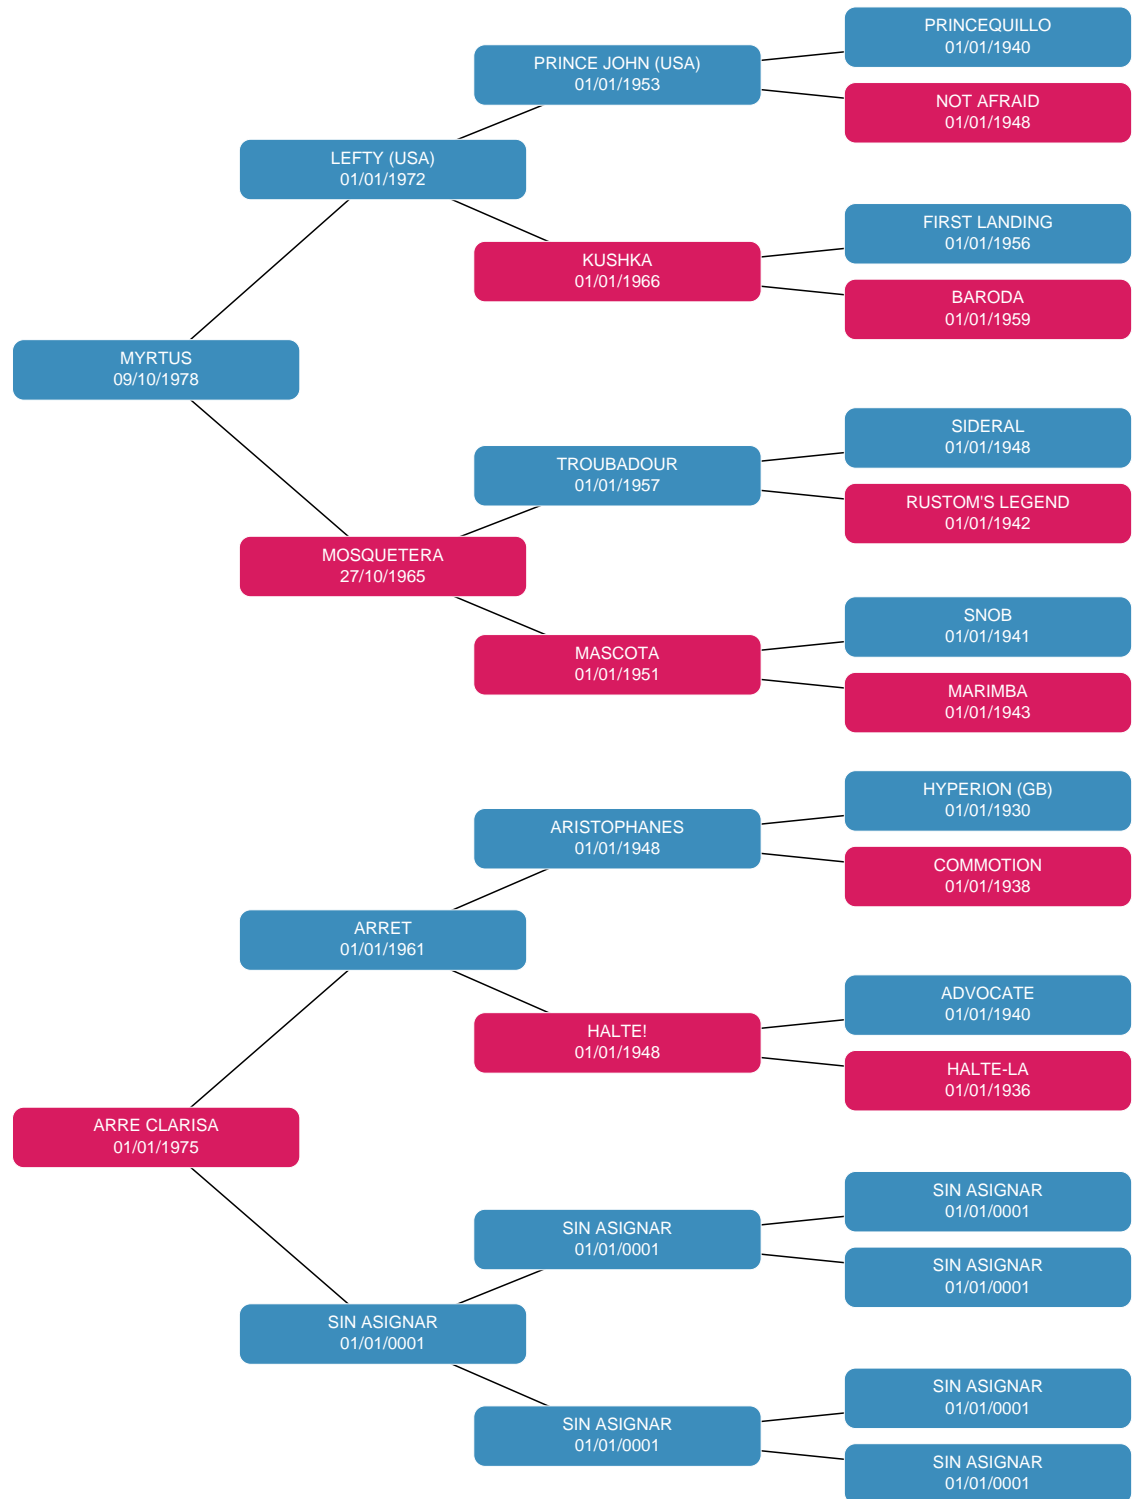 PRINCEQUILLO
01/01/1940
PRINCE JOHN (USA)
01/01/1953
NOT AFRAID
01/01/1948
LEFTY (USA)
01/01/1972
FIRST LANDING
01/01/1956
KUSHKA
01/01/1966
BARODA
01/01/1959
MYRTUS
09/10/1978
SIDERAL
01/01/1948
TROUBADOUR
01/01/1957
RUSTOM'S LEGEND
01/01/1942
MOSQUETERA
27/10/1965
SNOB
01/01/1941
MASCOTA
01/01/1951
MARIMBA
01/01/1943
HYPERION (GB)
01/01/1930
ARISTOPHANES
01/01/1948
COMMOTION
01/01/1938
ARRET
01/01/1961
ADVOCATE
01/01/1940
HALTE!
01/01/1948
HALTE-LA
01/01/1936
ARRE CLARISA
01/01/1975
SIN ASIGNAR
01/01/0001
SIN ASIGNAR
01/01/0001
SIN ASIGNAR
01/01/0001
SIN ASIGNAR
01/01/0001
SIN ASIGNAR
01/01/0001
SIN ASIGNAR
01/01/0001
SIN ASIGNAR
01/01/0001